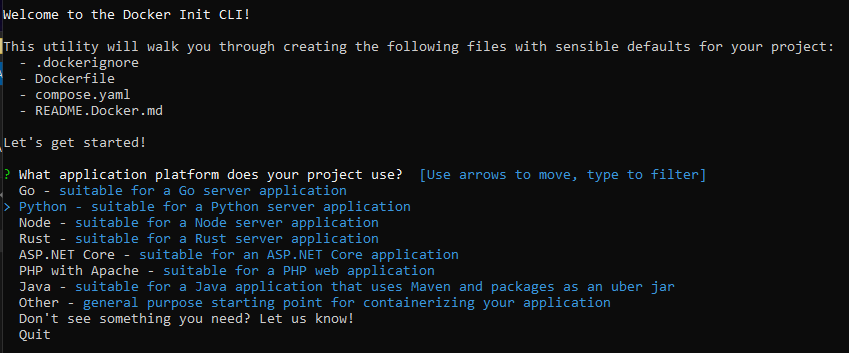 Welcome to the Docker Init CLI!
This utility will walk you through creating the following files with sensible defaults for your project:
- .dockerignore
- Dockerfile
- compose.yaml
- README.Docker.md
Let's get started!
? What application platform does your project use? [Use arrows to move, type to filter]
Go - suitable for a Go server application
> Python - suitable for a Python server application
Node - suitable for a Node server application
Rust - suitable for a Rust server application
ASP.NET Core - suitable for an ASP.NET Core application
PHP with Apache - suitable for a PHP web application
Java - suitable for a Java application that uses Maven and packages as an uber jar
Other - general purpose starting point for containerizing your application
Don't see something you need? Let us know!
Quit